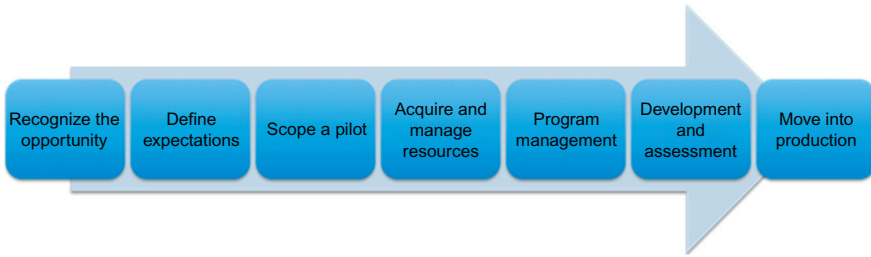 Recognize the
opportunity
Define
expectations
Scope a pilot
Acquire and
manage
resources
Program
management
Development
and
assessment
Move into
production